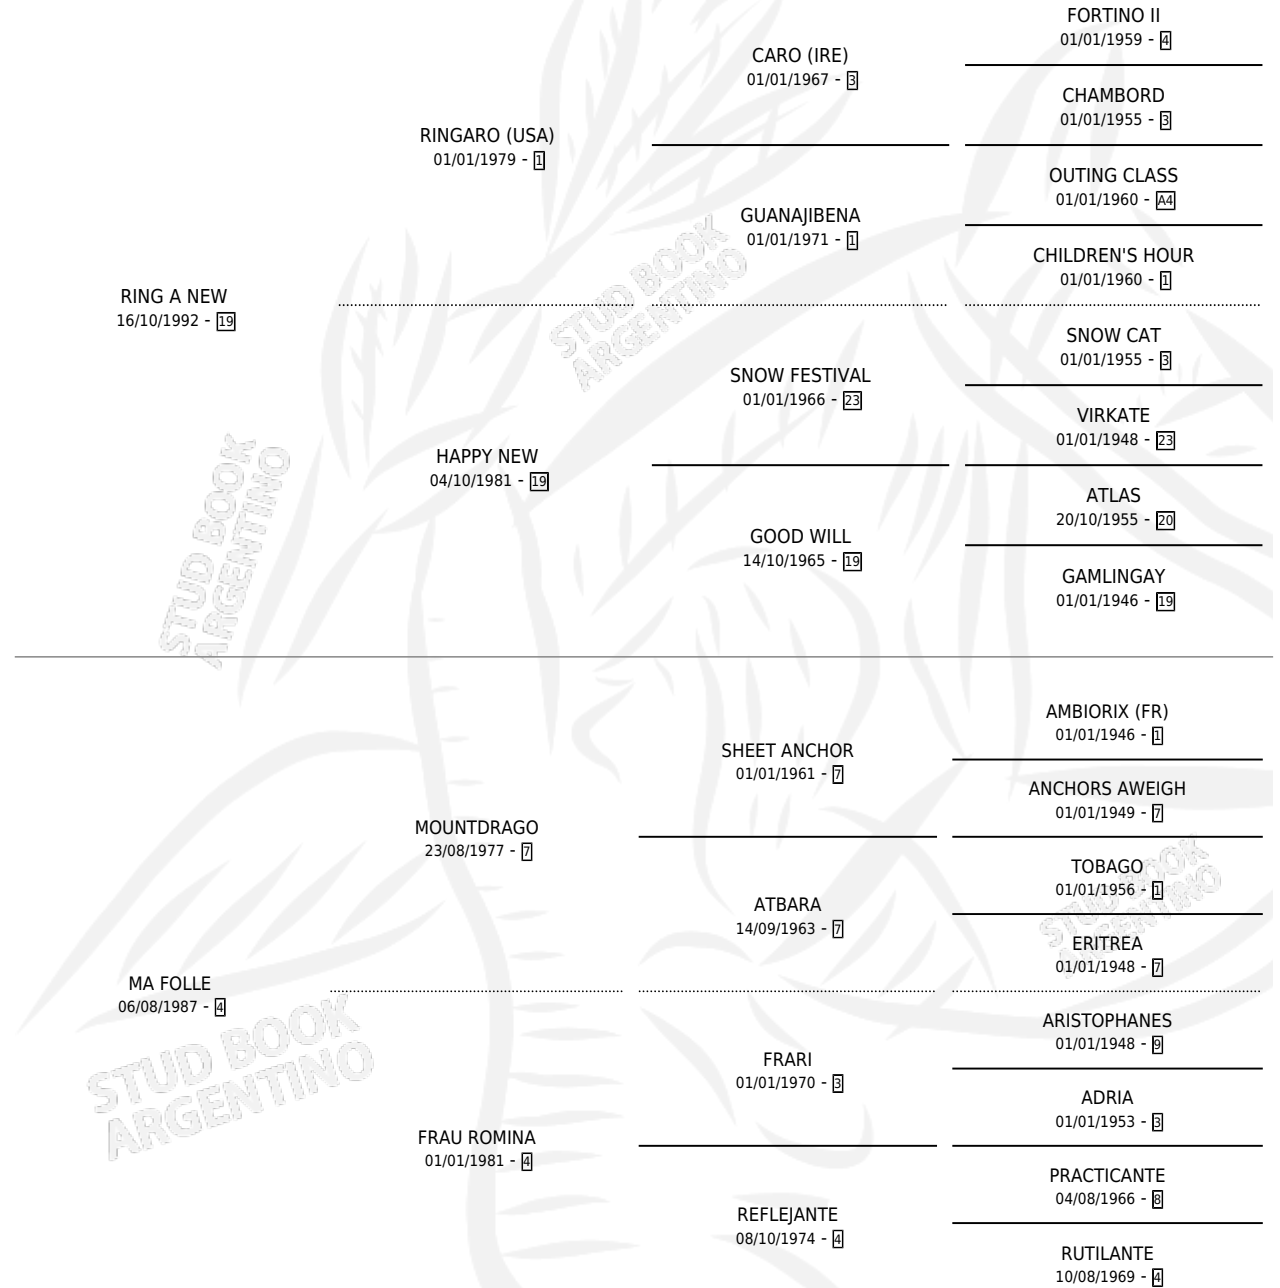 FORTINO II
01/01/1959 - 4
CARO (IRE)
01/01/1967 - 3
CHAMBORD
01/01/1955 - 3
RINGARO (USA)
01/01/1979 - 1
OUTING CLASS
01/01/1960 - A4
GUANAJIBENA
01/01/1971 - 1
CHILDREN'S HOUR
01/01/1960 - 1
RING A NEW
16/10/1992 - 19
SNOW CAT
01/01/1955 - 3
SNOW FESTIVAL
01/01/1966 - 23
VIRKATE
01/01/1948 - 23
HAPPY NEW
04/10/1981 - 19
ATLAS
20/10/1955 - 20
GOOD WILL
14/10/1965 - 19
GAMLINGAY
01/01/1946 - 19
AMBIORIX (FR)
01/01/1946 - 1
SHEET ANCHOR
01/01/1961 - 7
ANCHORS AWEIGH
01/01/1949 - 7
MOUNTDRAGO
23/08/1977 - 7
TOBAGO
01/01/1956 - 1
ATBARA
14/09/1963 - 7
ERITREA
01/01/1948 - 7
MA FOLLE
06/08/1987 - 4
ARISTOPHANES
01/01/1948 - 9
FRARI
01/01/1970 - 3
ADRIA
01/01/1953 - 3
FRAU ROMINA
01/01/1981 - 4
PRACTICANTE
04/08/1966 - 8
REFLEJANTE
08/10/1974 - 4
RUTILANTE
10/08/1969 - 4
STUD BOOK
ARGENTINO
STUD BOOK
ARGENTINO
STUD BOOK
ARGENTINO
STUD BOOK
ARGENTINO